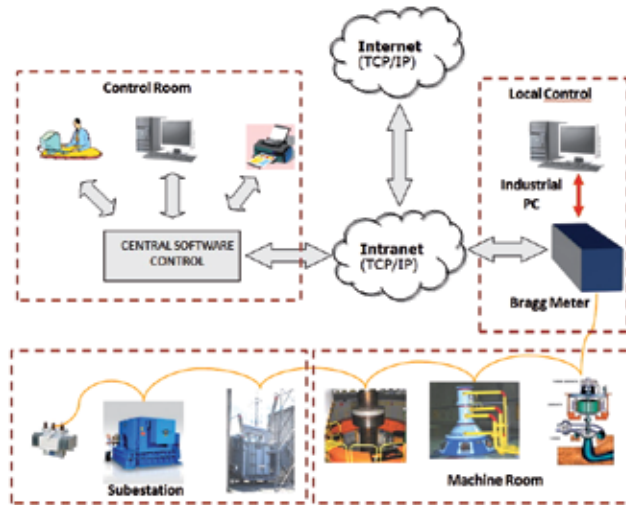 Internet
(TCP/IP)
Control Room
Local Control
Industrial
PC
CENTRAL SOFTWARE
CONTROL
Intranet
(TCP/IP)
Bragg Meter
Subestation
Machine Room